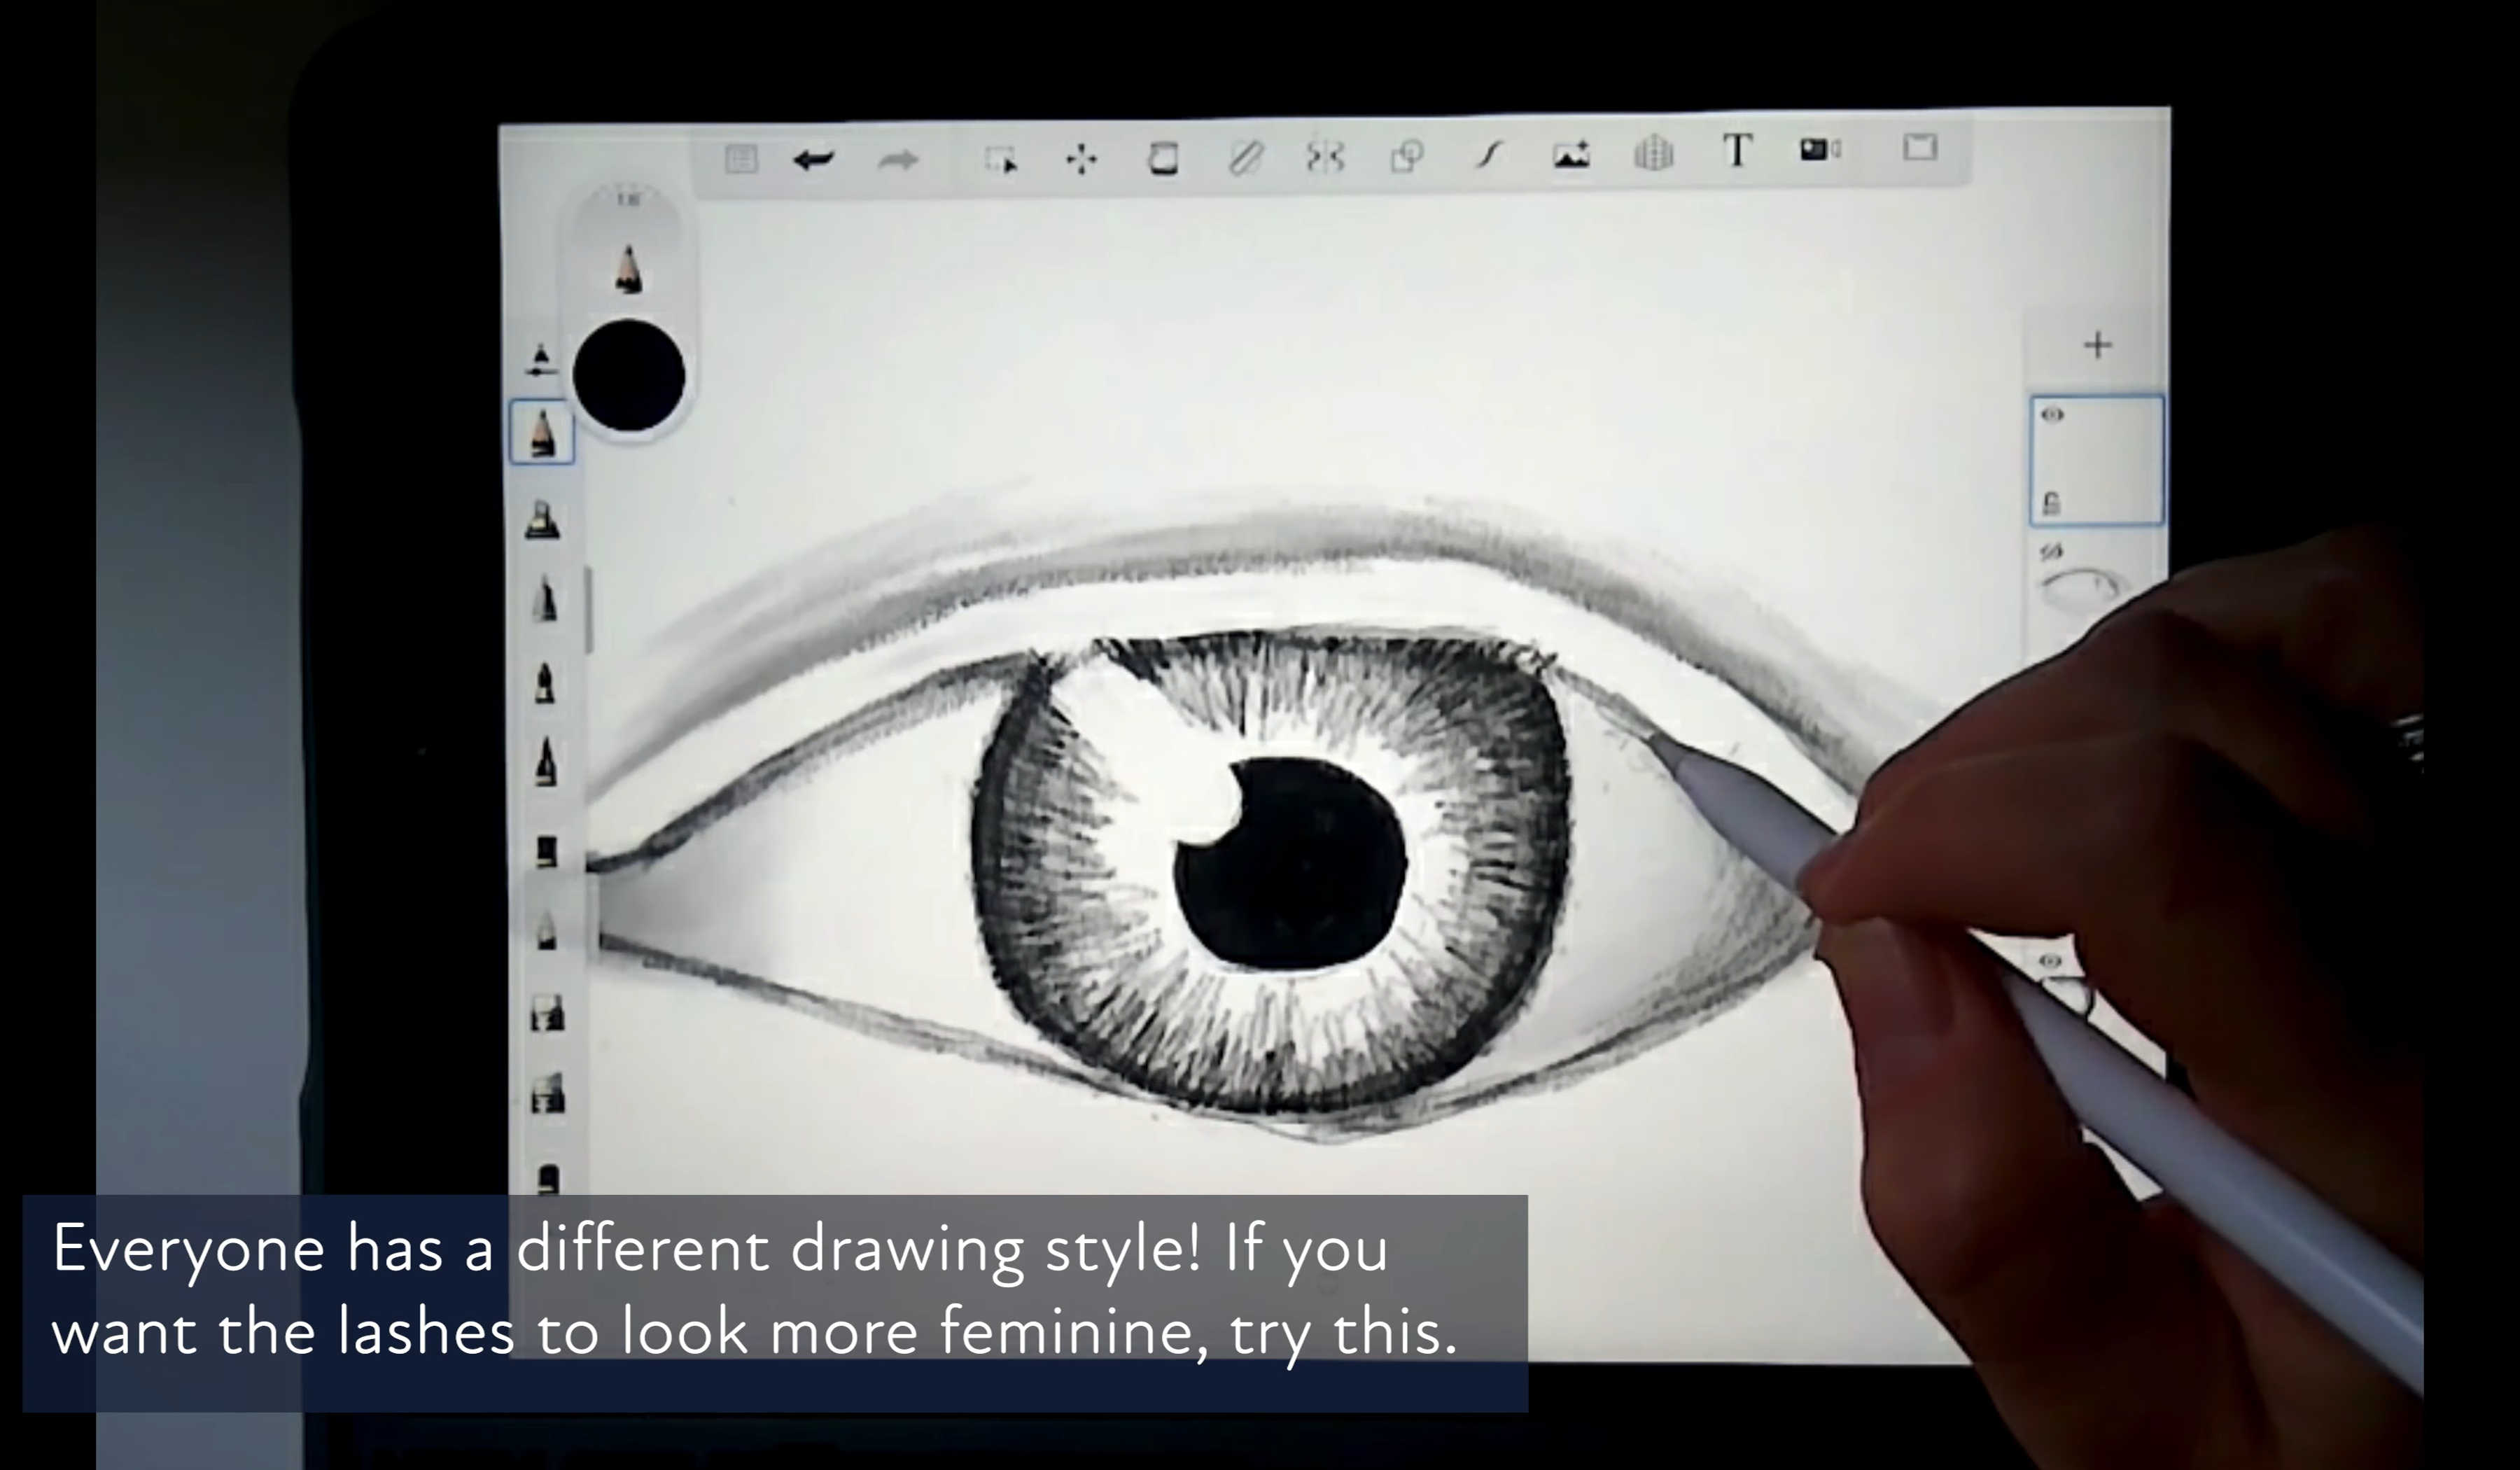 T
Everyone has a different drawing style! If you
want the lashes to look more feminine, try this.